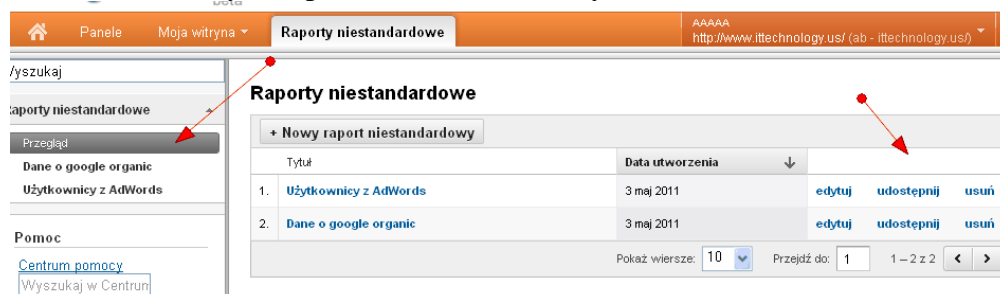 beta
Panele Moja witryna Raporty niestandardowe
AAAAA
http://www.ittechnology.us/ (ab - ittechnology.us/)
Wyszukaj
Raporty niestandardowe
Przegląd
Dane o google organic
Użytkownicy z AdWords
Pomoc
Centrum pomocy
Wyszukaj w Centrum
Raporty niestandardowe
+ Nowy raport niestandardowy
Tytuł Data utworzenia
1. Użytkownicy z AdWords 3 maj 2011 edytuj udostępnij usuń
2. Dane o google organic 3 maj 2011 edytuj udostępnij usuń
Pokaż wiersze: 10 Przejdź do: 1 1 – 2 z 2